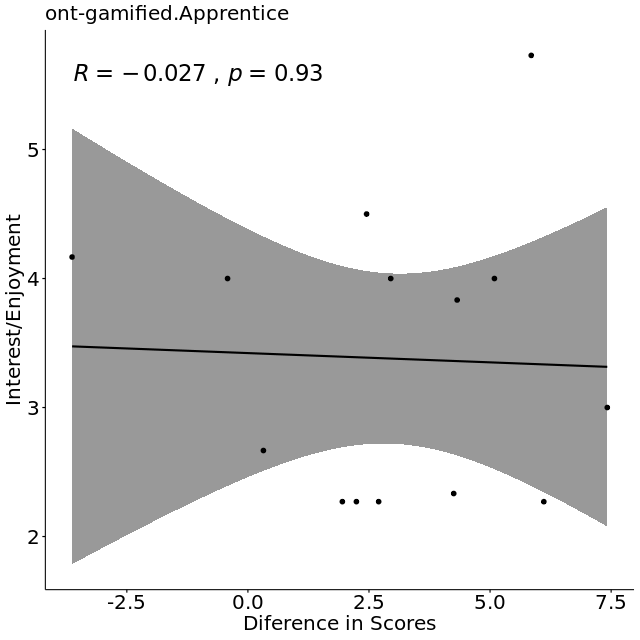 ont-gamified.Apprentice
R = −0.027 , p = 0.93
Interest/Enjoyment
5
4
3
2
-2.5 0.0 2.5 5.0 7.5
Diference in Scores